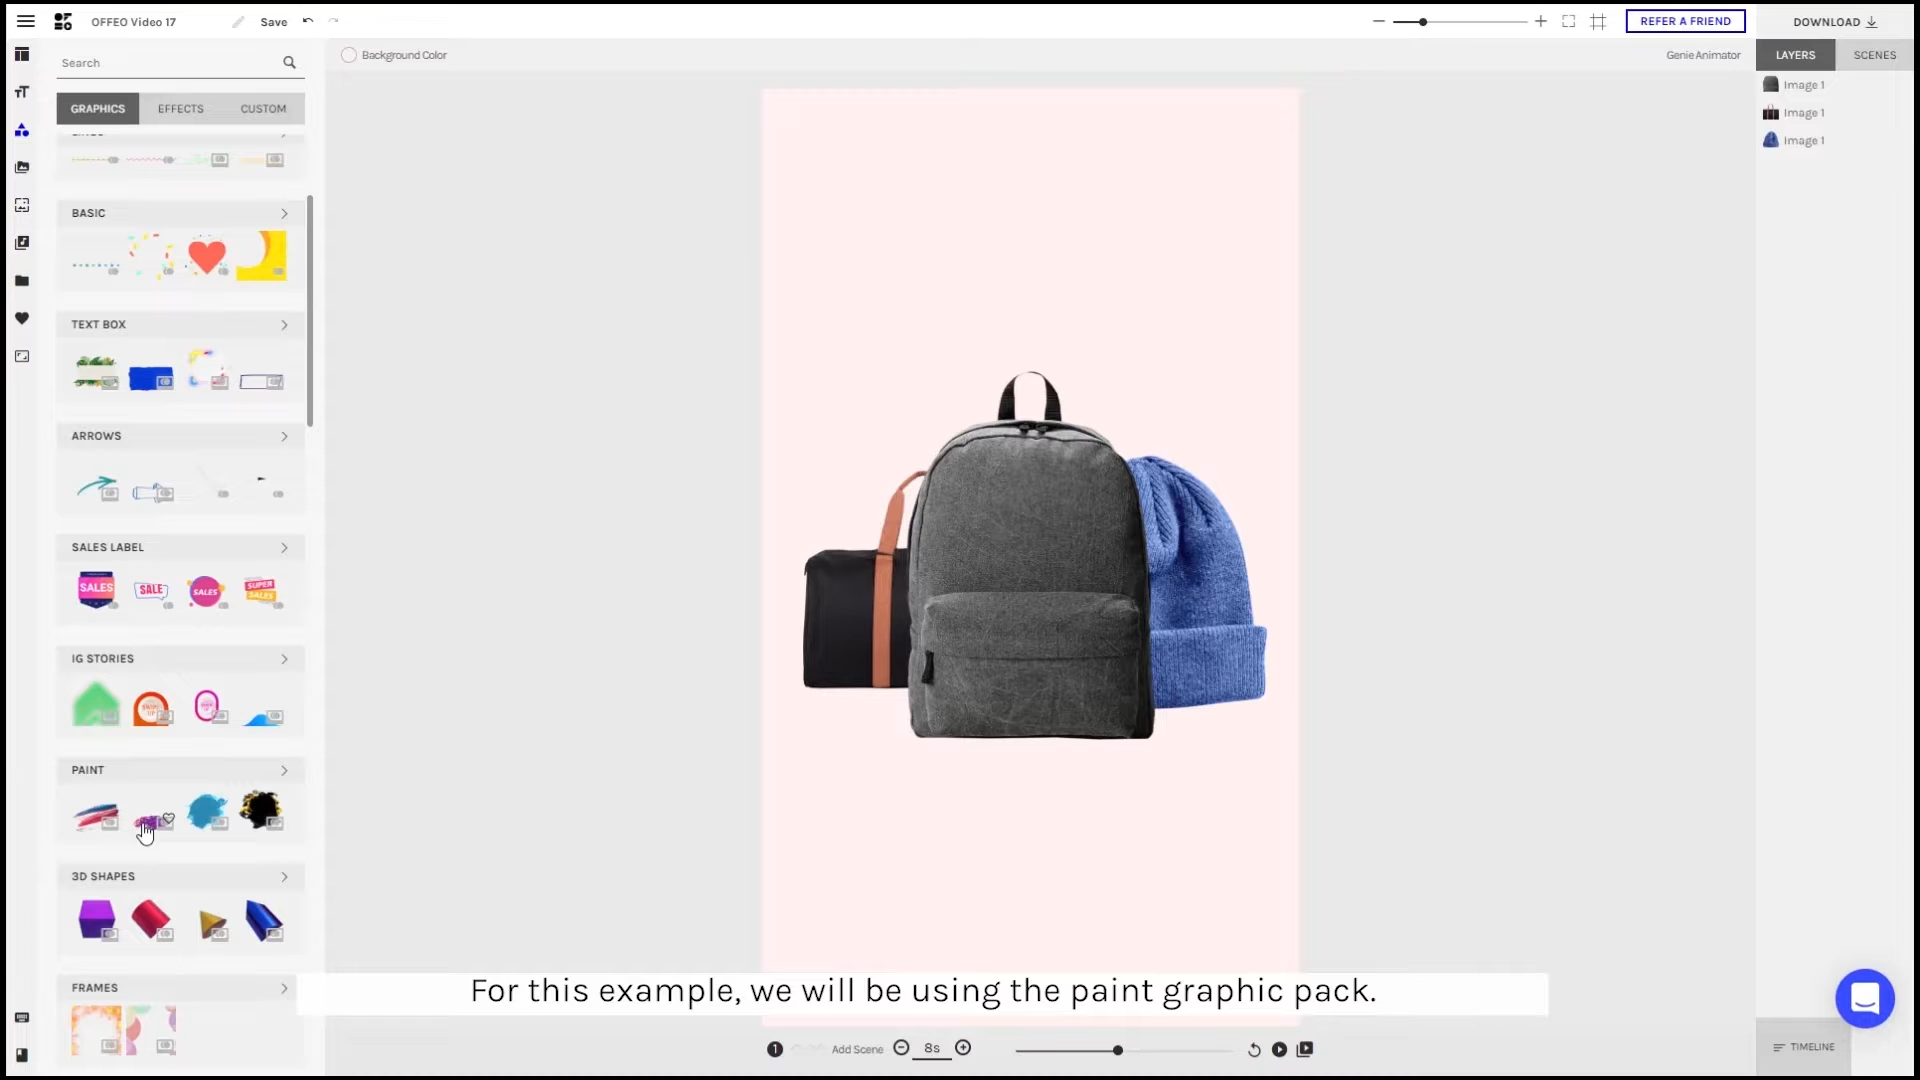 OFFEO Video 17
Save
REFER A FRIEND
DOWNLOAD
Search
Background Color
Genie Animator
LAYERS
SCENES
GRAPHICS
EFFECTS
CUSTOM
Image 1
Image 1
Image 1
BASIC
TEXT BOX
ARROWS
SALES LABEL
SALES
SALE
SALES
SUPER
SALES
IG STORIES
SWIPE
UP
PAINT
3D SHAPES
FRAMES
For this example, we will be using the paint graphic pack.
1
Add Scene
8s
TIMELINE